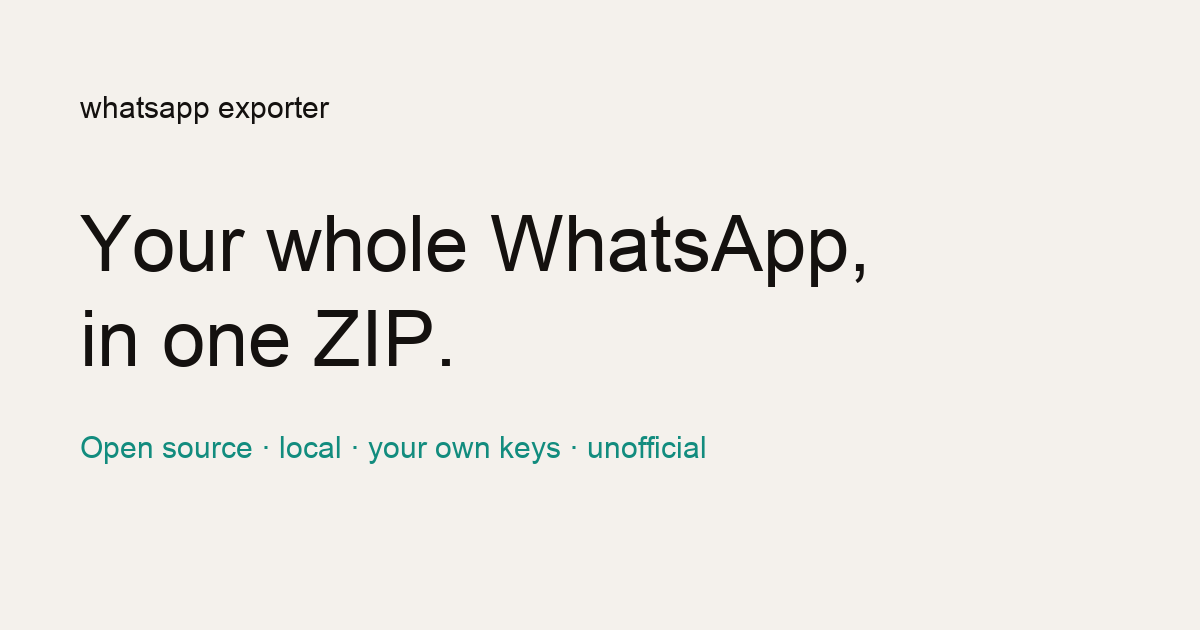 whatsapp exporter
Your whole WhatsApp,
in one ZIP.
Open source · local · your own keys · unofficial